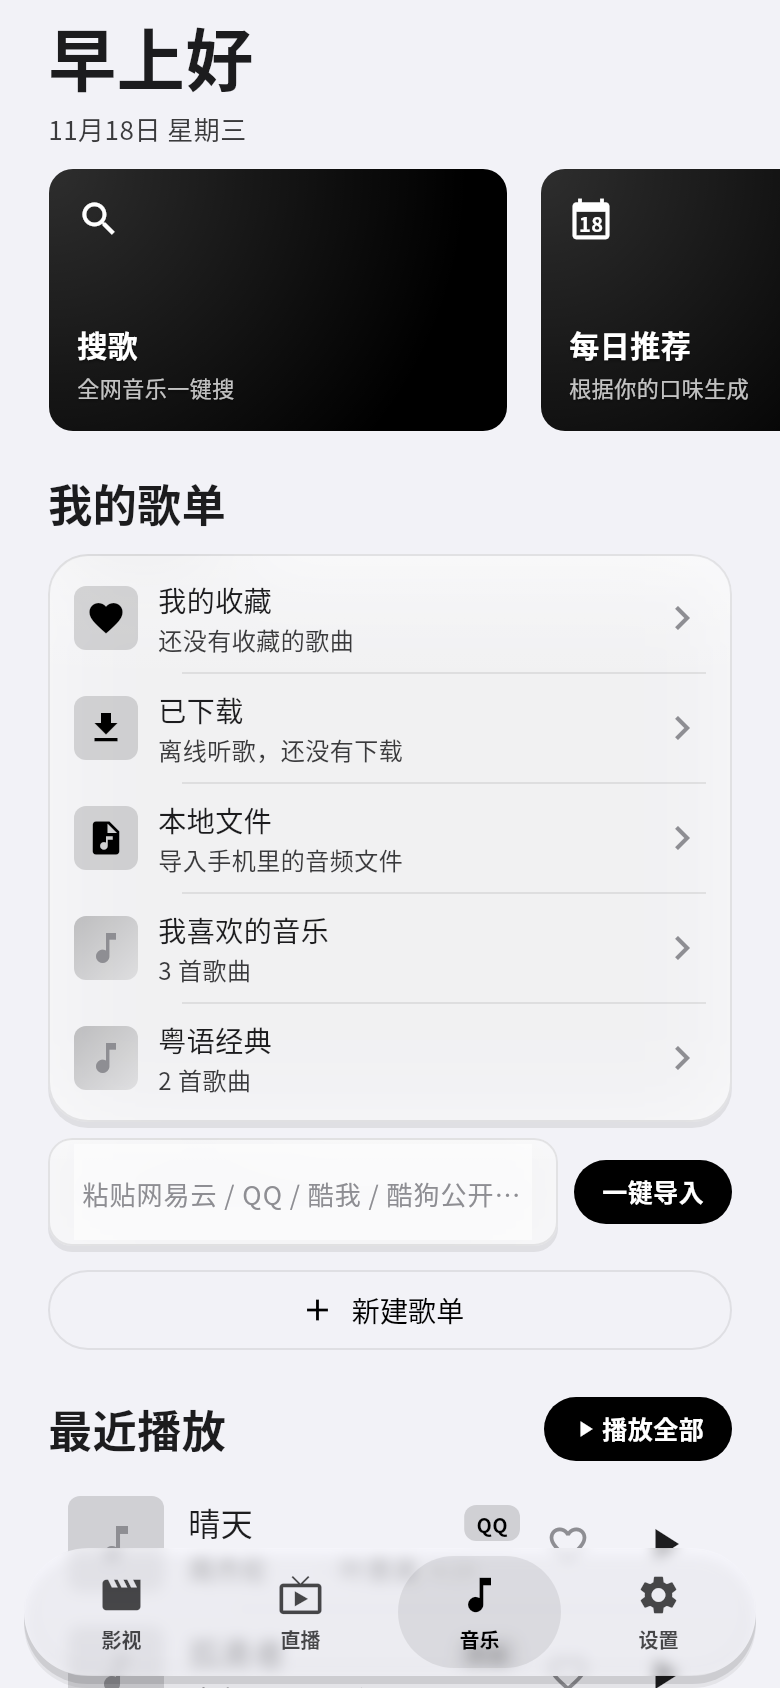 早上好
11月18日 星期三
18
搜歌
全网音乐一键搜
每日推荐
根据你的口味生成
我的歌单
我的收藏
还没有收藏的歌曲
已下载
离线听歌，还没有下载
本地文件
导入手机里的音频文件
我喜欢的音乐
3 首歌曲
粤语经典
2 首歌曲
粘贴网易云 / QQ / 酷我 / 酷狗公开…
一键导入
新建歌单
最近播放
播放全部
晴天
QQ
影视
直播
音乐
设置